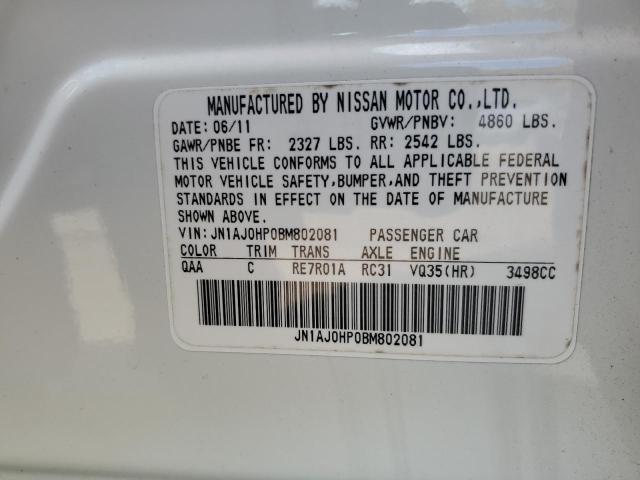 MANUFACTURED BY NISSAN MOTOR CO.,LTD.
DATE: 06/11 GVWR/PNBV: 4860 LBS.
GAWR/PNBE FR: 2327 LBS. RR: 2542 LBS.
THIS VEHICLE CONFORMS TO ALL APPLICABLE FEDERAL
MOTOR VEHICLE SAFETY,BUMPER,AND THEFT PREVENTION
STANDARDS IN EFFECT ON THE DATE OF MANUFACTURE
SHOWN ABOVE.
VIN: JN1AJ0HP0BM802081 PASSENGER CAR
COLOR TRIM TRANS AXLE ENGINE
QAA C RE7R01A RC31 VQ35(HR) 3498CC
JN1AJ0HP0BM802081